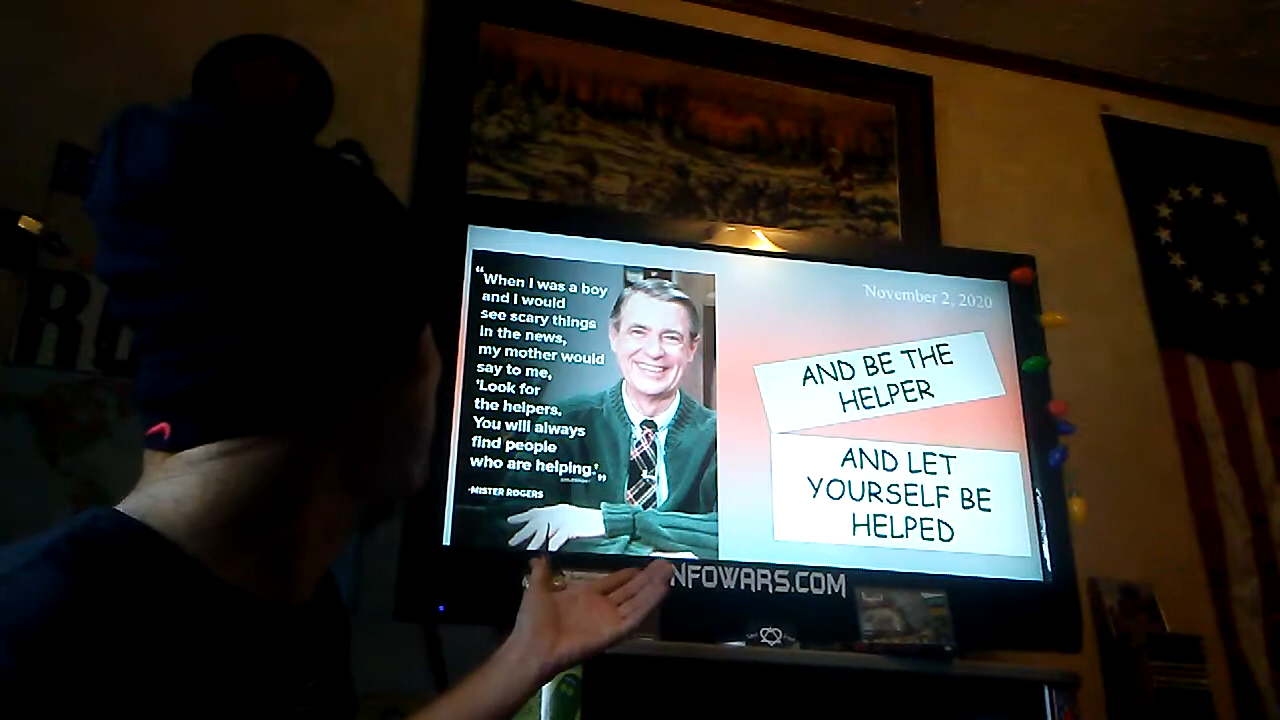 “When I was a boy
and I would
see scary things
in the news,
my mother would
say to me,
'Look for
the helpers.
You will always
find people
who are helping.'”
-MISTER ROGERS
November 2, 2020
AND BE THE
HELPER
AND LET
YOURSELF BE
HELPED
NFOWARS.COM